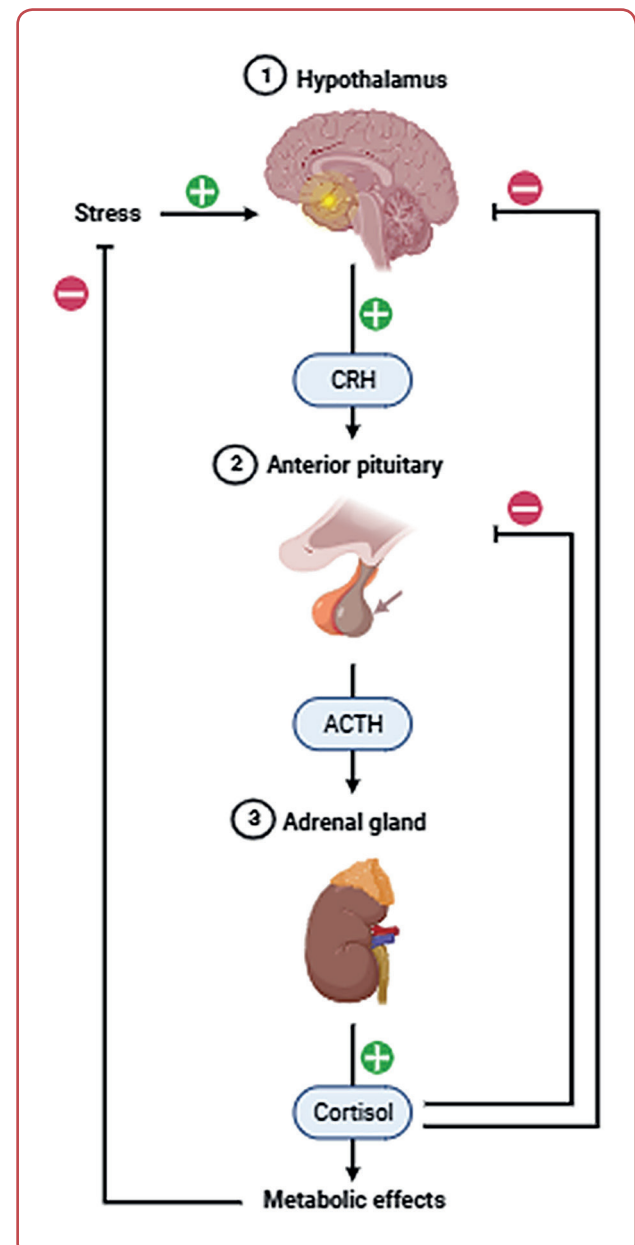 1 Hypothalamus
Stress
CRH
2 Anterior pituitary
ACTH
3 Adrenal gland
Cortisol
Metabolic effects